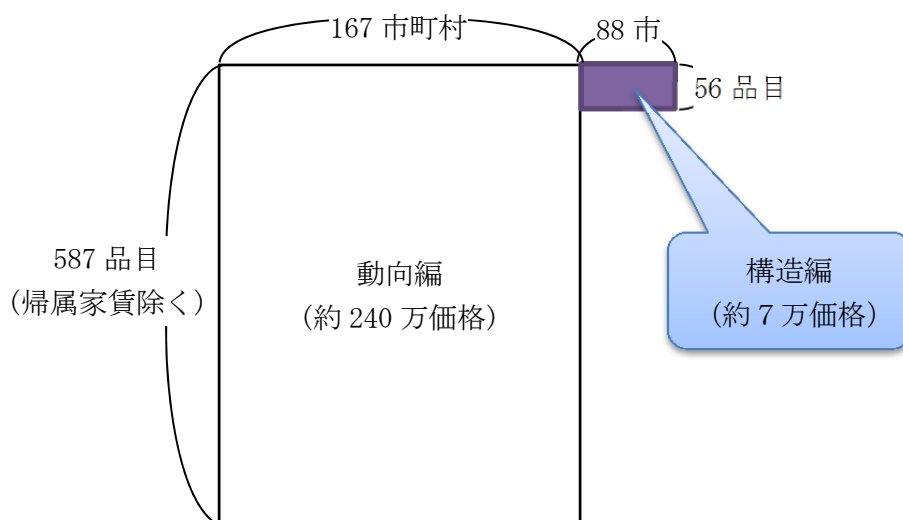 167 市町村
88 市
56 品目
587 品目
(帰属家賃除く)
動向編
(約 240 万価格)
構造編
(約 7 万価格)